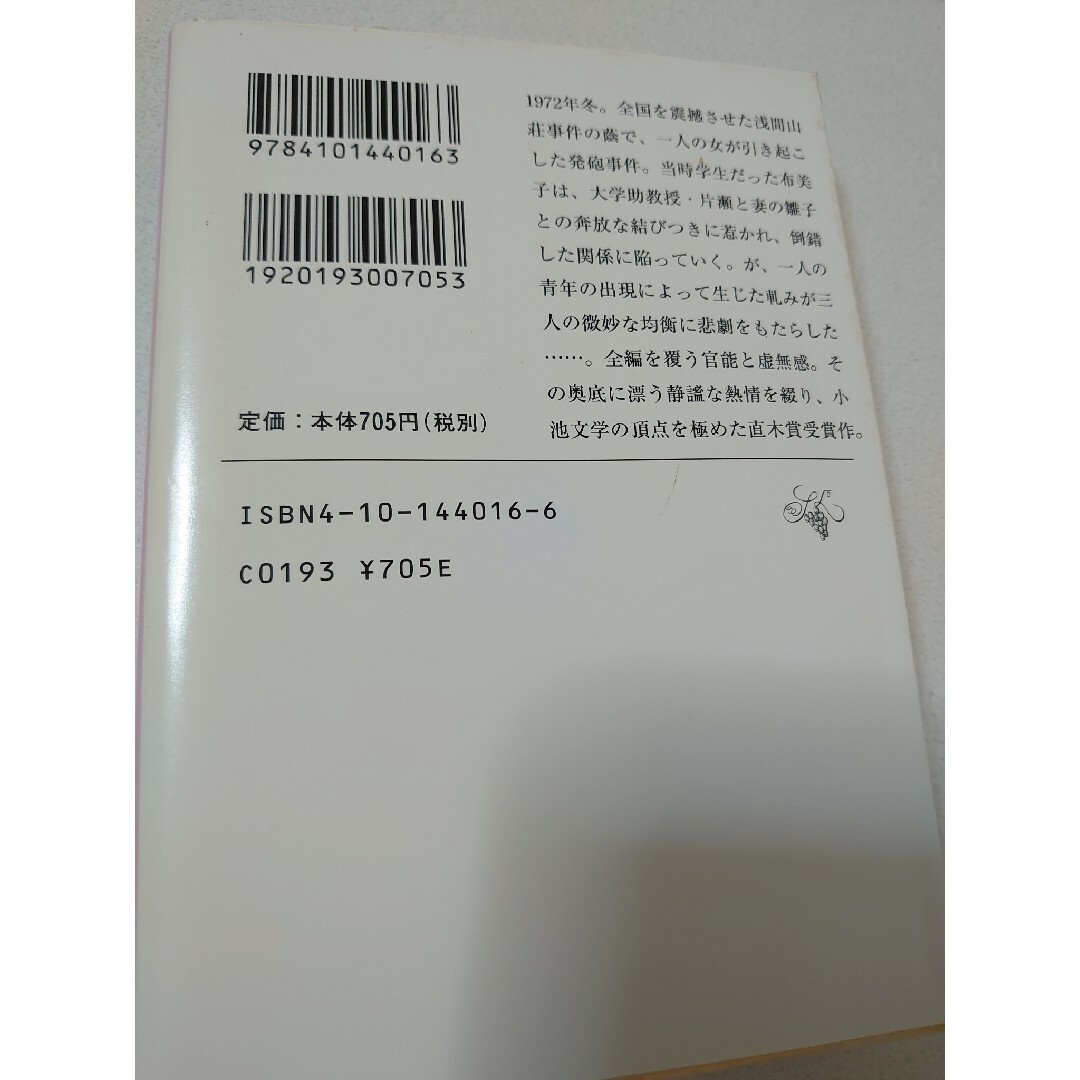 9784101440163
1920193007053
定価：本体705円（税別）
1972年冬。全国を震撼させた浅間山
荘事件の蔭で、一人の女が引き起こ
した発砲事件。当時学生だった布美
子は、大学助教授・片瀬と妻の雛子
との奔放な結びつきに惹かれ、倒錯
した関係に陥っていく。が、一人の
青年の出現によって生じた軋みが三
人の微妙な均衡に悲劇をもたらした
……。全編を覆う官能と虚無感。そ
の奥底に漂う静謐な熱情を綴り、小
池文学の頂点を極めた直木賞受賞作。
ISBN4-10-144016-6
C0193 ¥705E